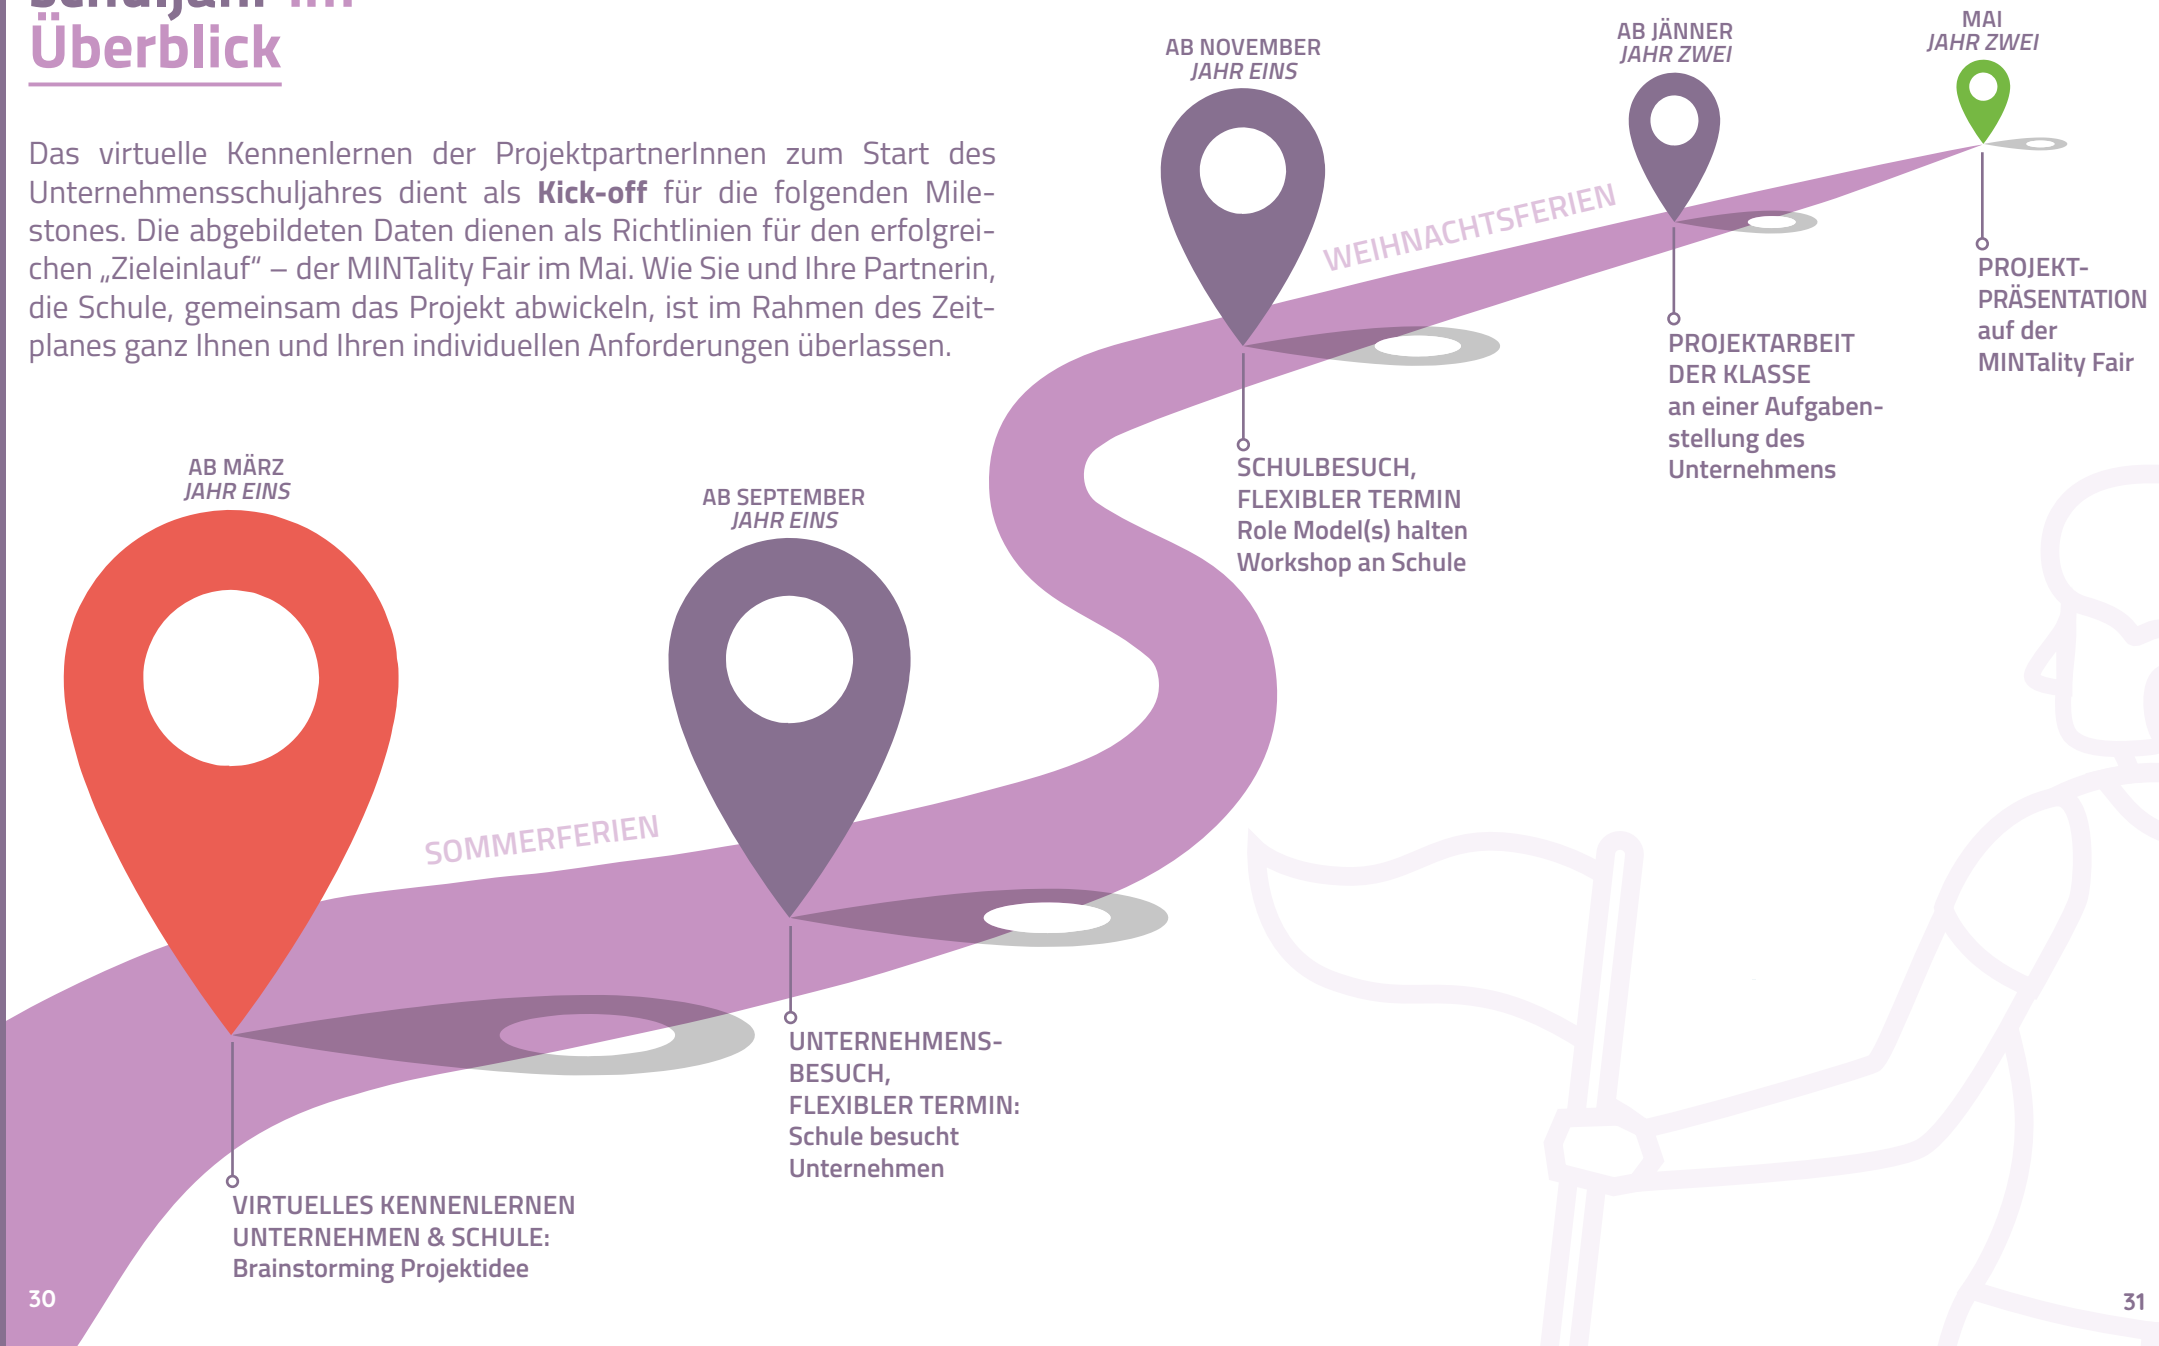 Schuljahr im
Überblick
Das virtuelle Kennenlernen der ProjektpartnerInnen zum Start des
Unternehmensschuljahres dient als Kick-off für die folgenden Mile-
stones. Die abgebildeten Daten dienen als Richtlinien für den erfolgrei-
chen „Zieleinlauf“ – der MINTality Fair im Mai. Wie Sie und Ihre Partnerin,
die Schule, gemeinsam das Projekt abwickeln, ist im Rahmen des Zeit-
planes ganz Ihnen und Ihren individuellen Anforderungen überlassen.
AB MÄRZ
JAHR EINS
VIRTUELLES KENNENLERNEN
UNTERNEHMEN & SCHULE:
Brainstorming Projektidee
SOMMERFERIEN
AB SEPTEMBER
JAHR EINS
UNTERNEHMENS-
BESUCH,
FLEXIBLER TERMIN:
Schule besucht
Unternehmen
AB NOVEMBER
JAHR EINS
SCHULBESUCH,
FLEXIBLER TERMIN
Role Model(s) halten
Workshop an Schule
WEIHNACHTSFERIEN
AB JÄNNER
JAHR ZWEI
PROJEKTARBEIT
DER KLASSE
an einer Aufgaben-
stellung des
Unternehmens
MAI
JAHR ZWEI
PROJEKT-
PRÄSENTATION
auf der
MINTality Fair
30
31